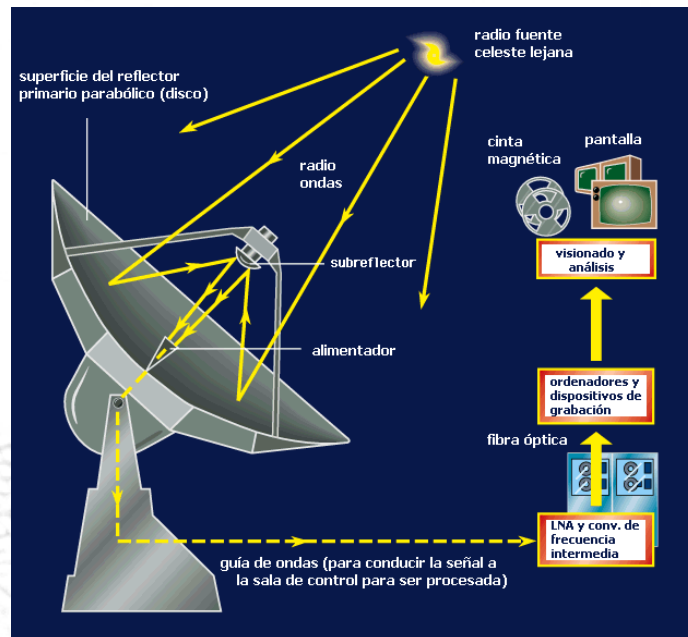 radio fuente
celeste lejana
superficie del reflector
primario parabólico (disco)
cinta
magnética
pantalla
radio
ondas
subreflector
visionado y
análisis
alimentador
ordenadores y
dispositivos de
grabación
fibra óptica
LNA y conv. de
frecuencia
intermedia
guía de ondas (para conducir la señal a
la sala de control para ser procesada)